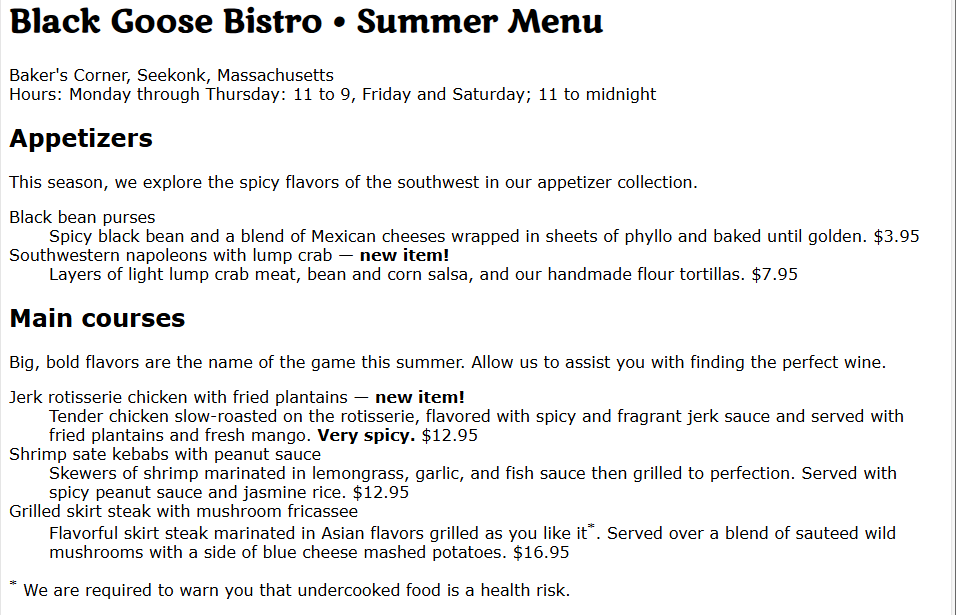 Black Goose Bistro • Summer Menu
Baker's Corner, Seekonk, Massachusetts
Hours: Monday through Thursday: 11 to 9, Friday and Saturday; 11 to midnight
Appetizers
This season, we explore the spicy flavors of the southwest in our appetizer collection.
Black bean purses
Spicy black bean and a blend of Mexican cheeses wrapped in sheets of phyllo and baked until golden. $3.95
Southwestern napoleons with lump crab — new item!
Layers of light lump crab meat, bean and corn salsa, and our handmade flour tortillas. $7.95
Main courses
Big, bold flavors are the name of the game this summer. Allow us to assist you with finding the perfect wine.
Jerk rotisserie chicken with fried plantains — new item!
Tender chicken slow-roasted on the rotisserie, flavored with spicy and fragrant jerk sauce and served with
fried plantains and fresh mango. Very spicy. $12.95
Shrimp sate kebabs with peanut sauce
Skewers of shrimp marinated in lemongrass, garlic, and fish sauce then grilled to perfection. Served with
spicy peanut sauce and jasmine rice. $12.95
Grilled skirt steak with mushroom fricassee
Flavorful skirt steak marinated in Asian flavors grilled as you like it*. Served over a blend of sauteed wild
mushrooms with a side of blue cheese mashed potatoes. $16.95
* We are required to warn you that undercooked food is a health risk.